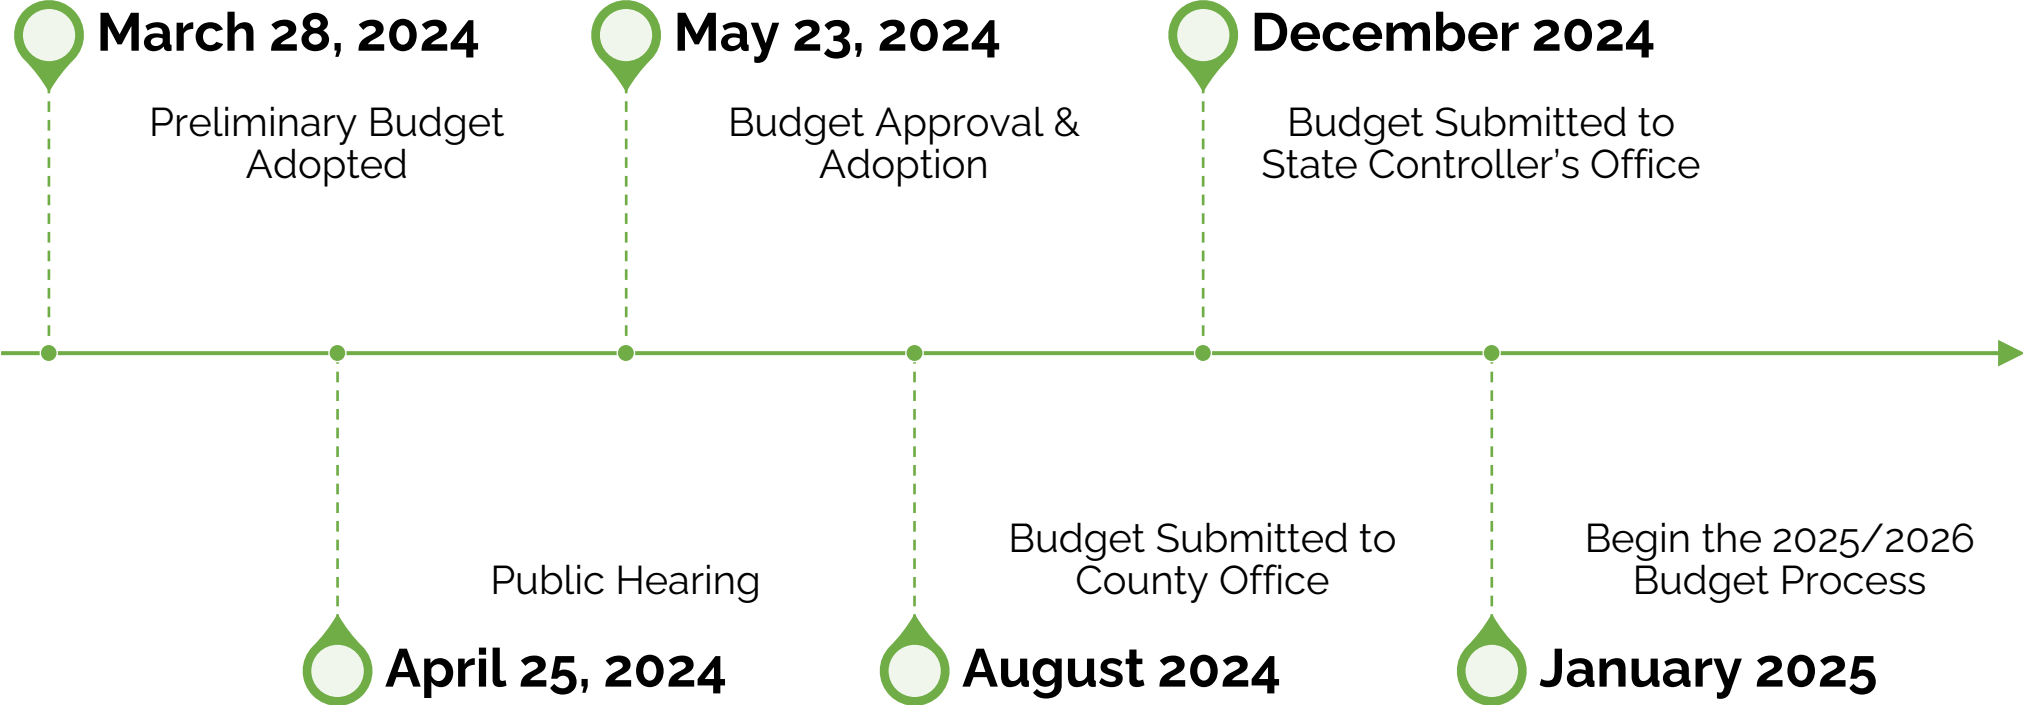 March 28, 2024
Preliminary Budget
Adopted
May 23, 2024
Budget Approval &
Adoption
December 2024
Budget Submitted to
State Controller’s Office
Public Hearing
April 25, 2024
Budget Submitted to
County Office
August 2024
Begin the 2025/2026
Budget Process
January 2025